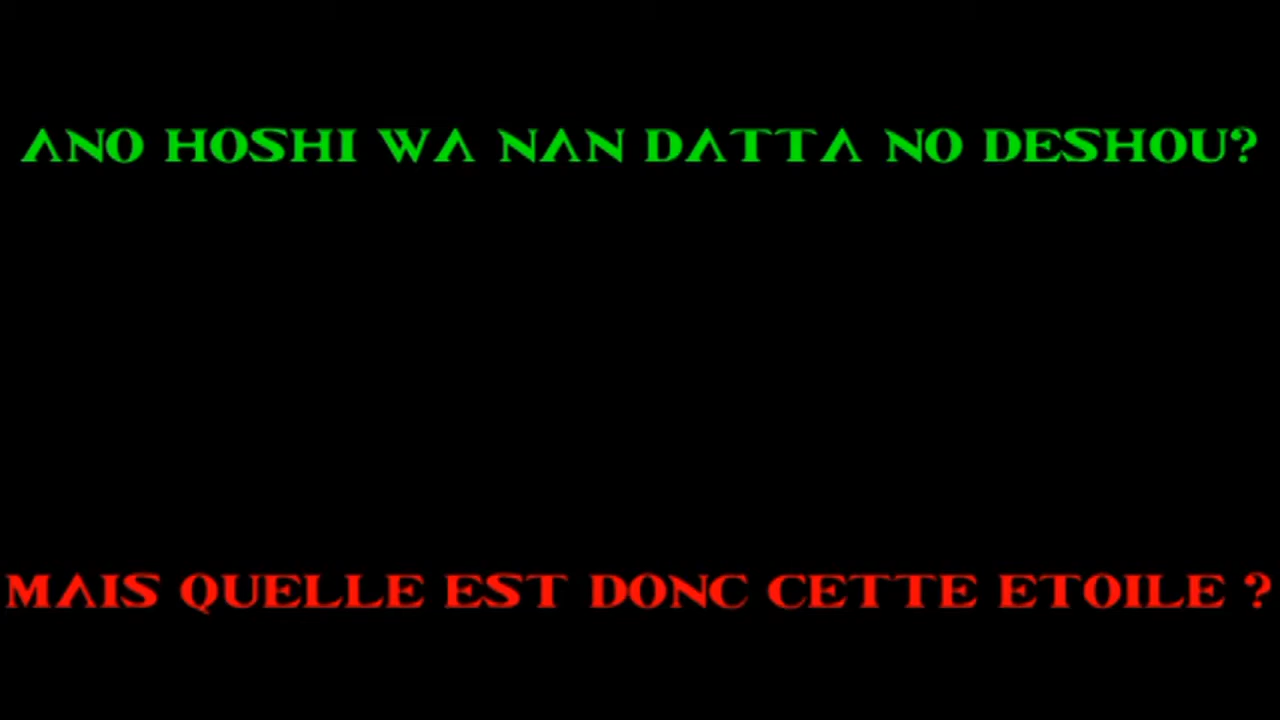 ANO HOSHI WA NAN DATTA NO DESHOU?
MAIS QUELLE EST DONC CETTE ETOILE ?